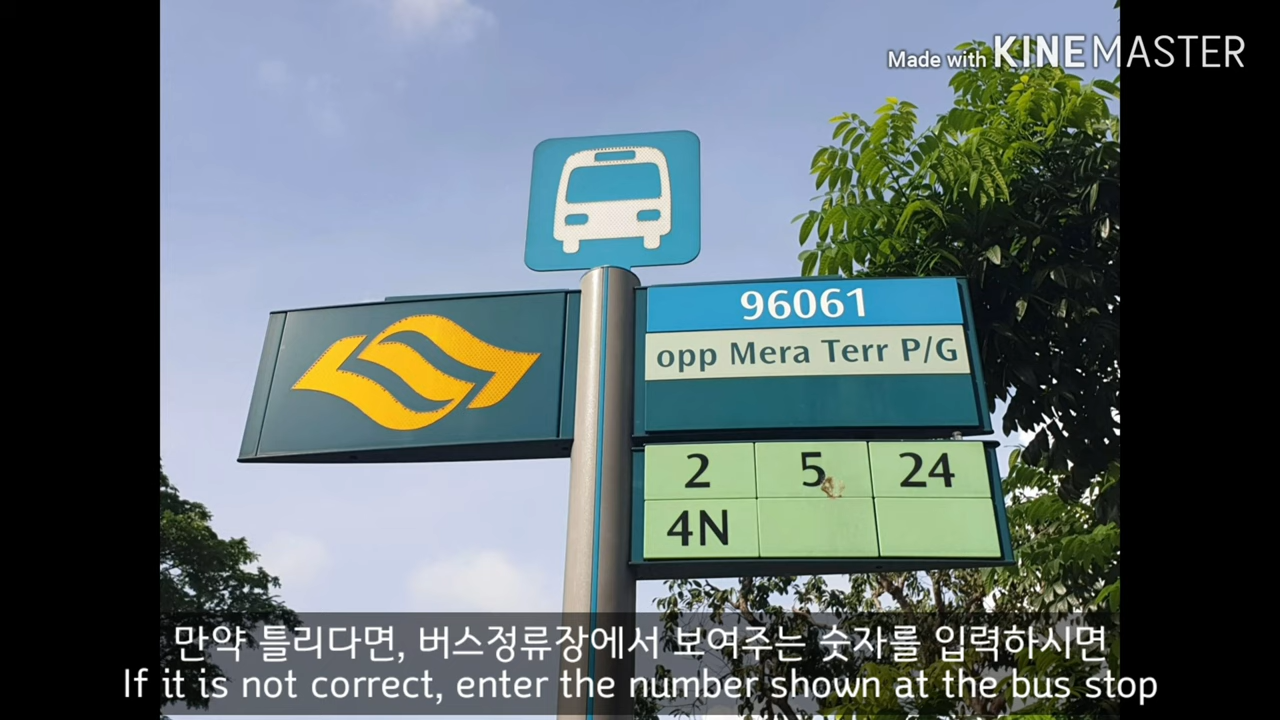 Made with KINEMASTER
96061
opp Mera Terr P/G
2 5 24
4N
만약 틀리다면, 버스정류장에서 보여주는 숫자를 입력하시면
If it is not correct, enter the number shown at the bus stop